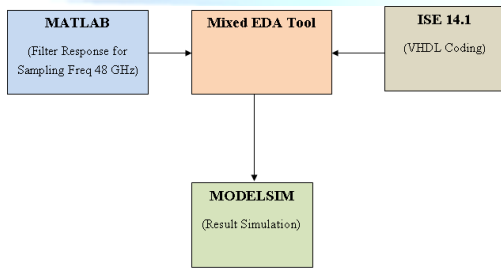 MATLAB
(Filter Response for
Sampling Freq 48 GHz)
Mixed EDA Tool
ISE 14.1
(VHDL Coding)
MODELSIM
(Result Simulation)